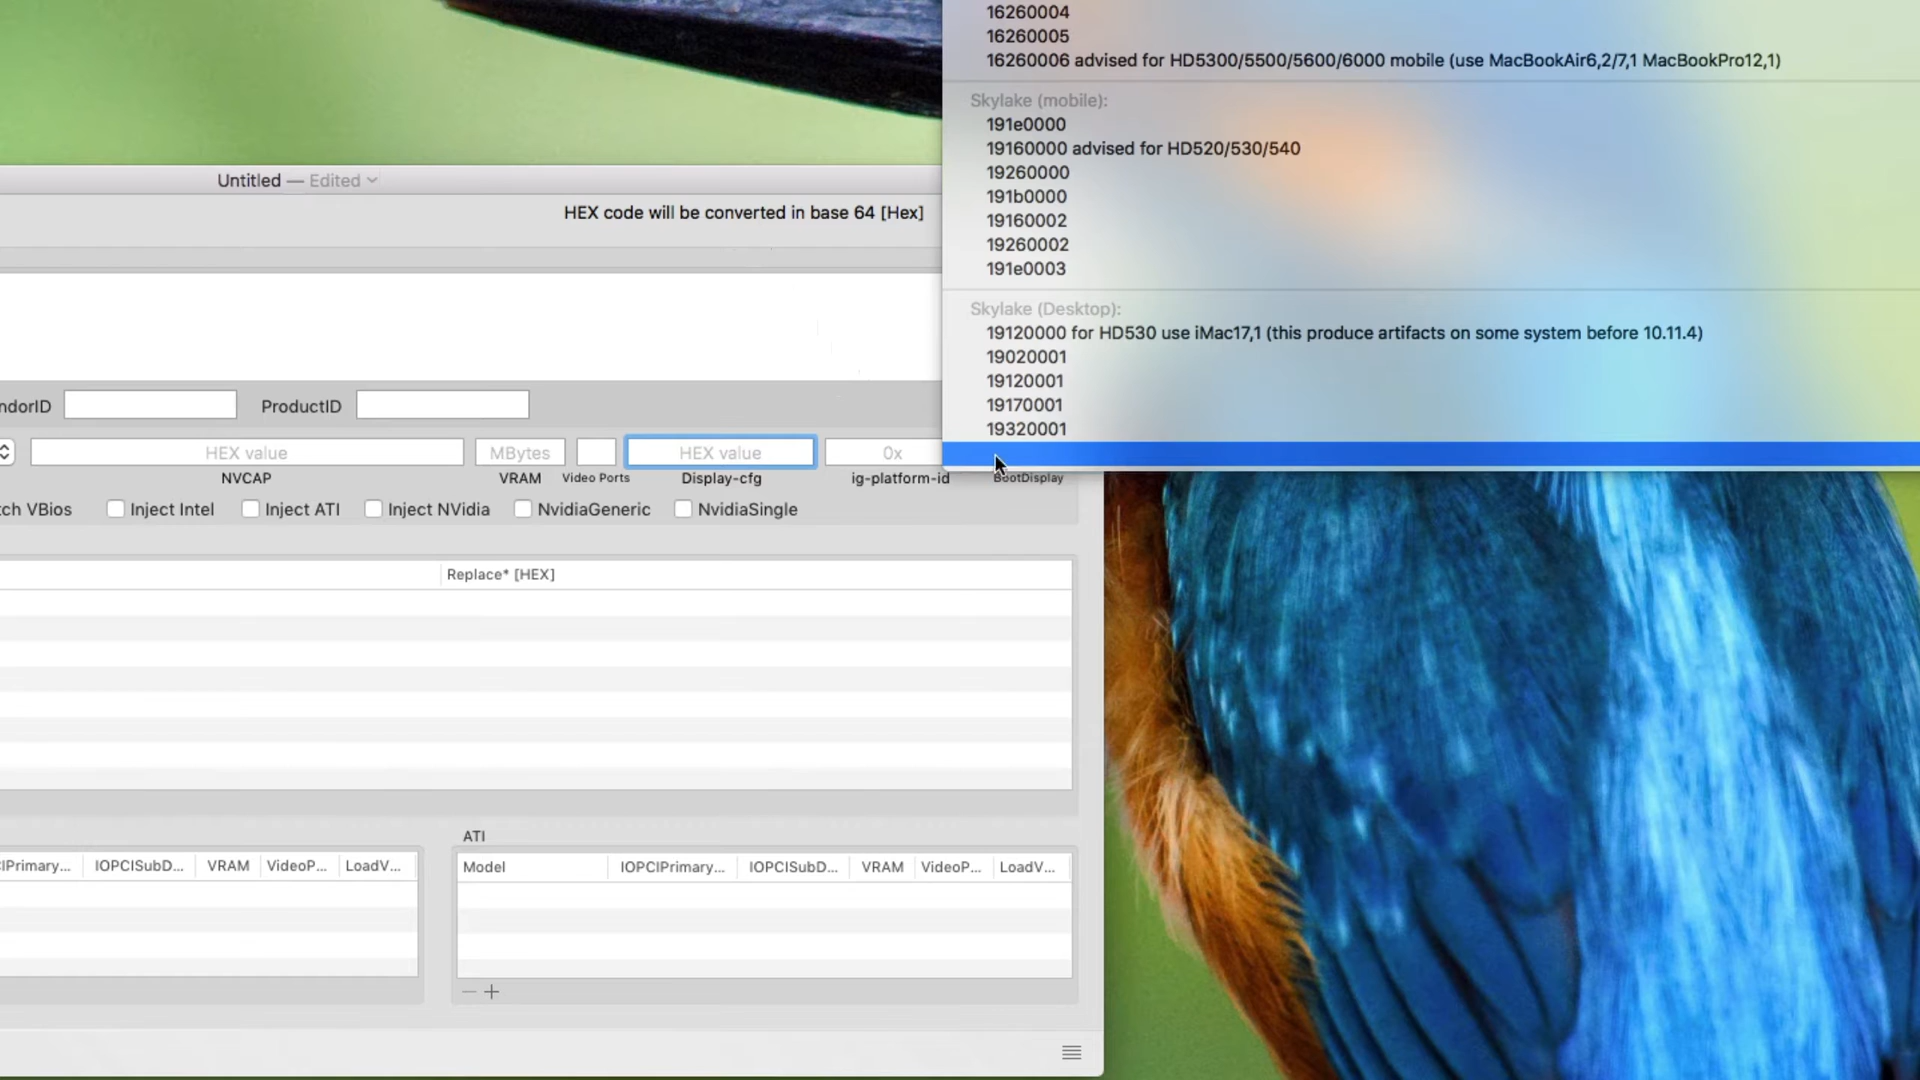 16260004
16260005
16260006 advised for HD5300/5500/5600/6000 mobile (use MacBookAir6,2/7,1 MacBookPro12,1)
Skylake (mobile):
191e0000
19160000 advised for HD520/530/540
19260000
191b0000
19160002
19260002
191e0003
Skylake (Desktop):
19120000 for HD530 use iMac17,1 (this produce artifacts on some system before 10.11.4)
19020001
19120001
19170001
19320001
Untitled — Edited
HEX code will be converted in base 64 [Hex]
ndorID ProductID
HEX value MBytes HEX value 0x
NVCAP VRAM Video Ports Display-cfg ig-platform-id BootDisplay
tch VBios Inject Intel Inject ATI Inject NVidia NvidiaGeneric NvidiaSingle
Replace* [HEX]
ATI
IPrimary... IOPCISubD... VRAM VideoP... LoadV...
Model IOPCIPrimary... IOPCISubD... VRAM VideoP... LoadV...